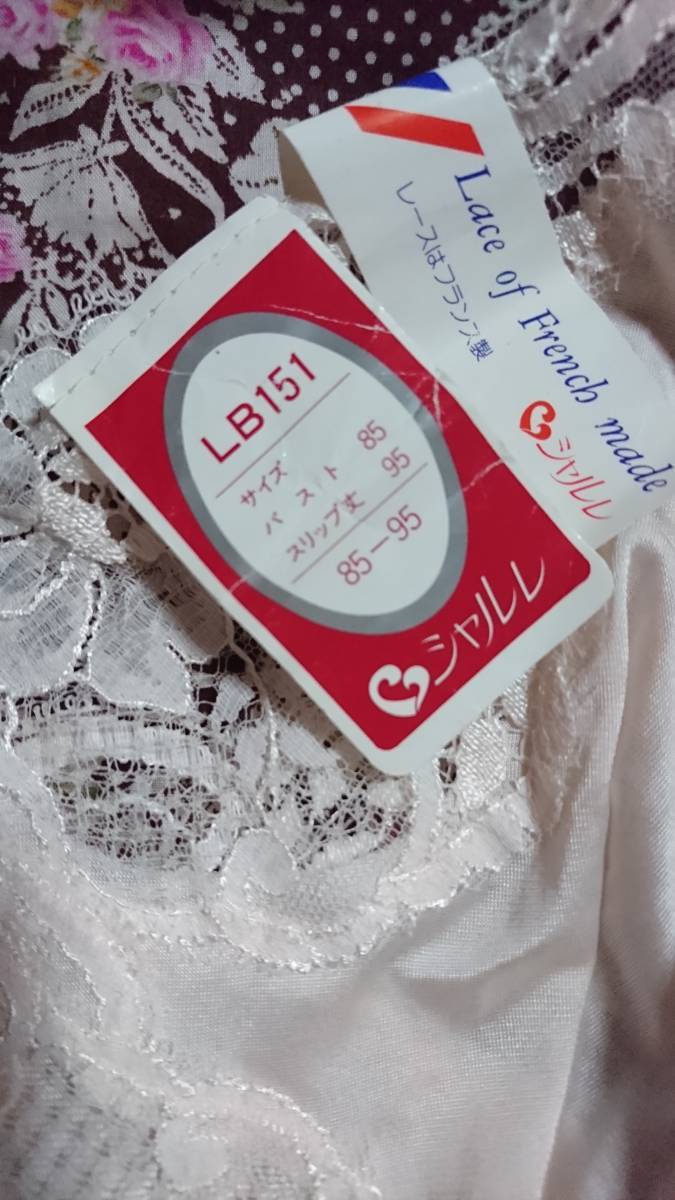 Lace of French made
レースはフランス製
シャルレ
LB151
サイズ
バスト 85
スリップ丈 95
85－95
シャルレ